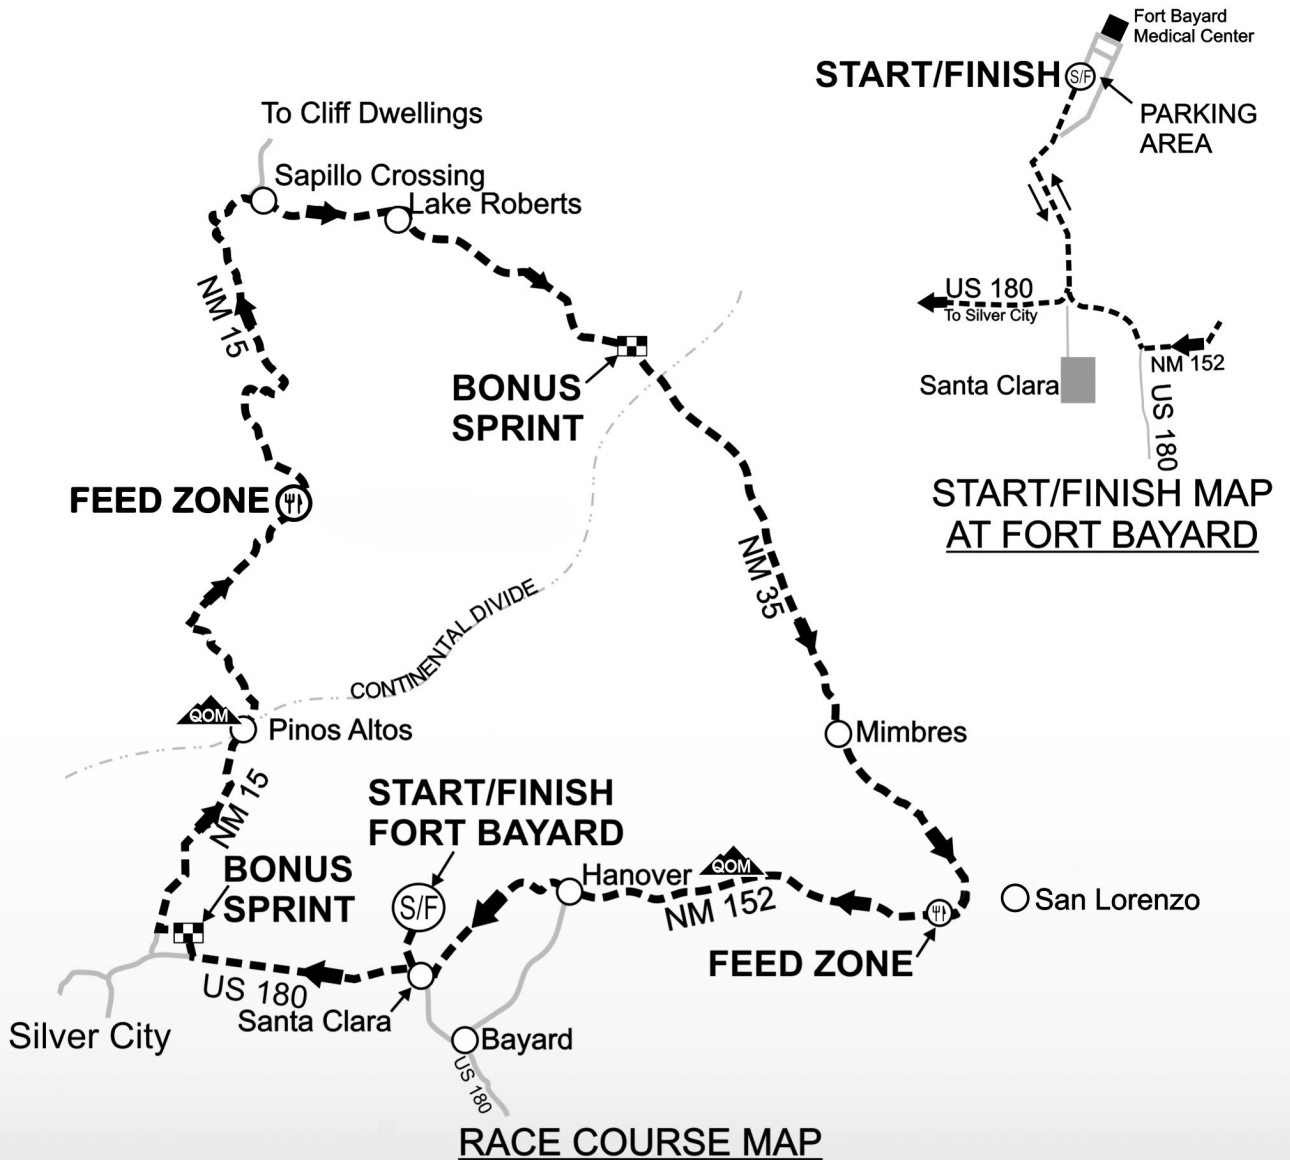 Fort Bayard
Medical Center
START/FINISH
S/F
PARKING
AREA
To Cliff Dwellings
Sapillo Crossing
Lake Roberts
NM 15
US 180
To Silver City
NM 152
Santa Clara
US 180
BONUS
SPRINT
FEED ZONE
START/FINISH MAP
AT FORT BAYARD
NM 35
CONTINENTAL DIVIDE
QOM
Pinos Altos
Mimbres
NM 15
START/FINISH
FORT BAYARD
BONUS
SPRINT
S/F
Hanover
QOM
NM 152
San Lorenzo
FEED ZONE
US 180
Santa Clara
Silver City
Bayard
US 180
RACE COURSE MAP